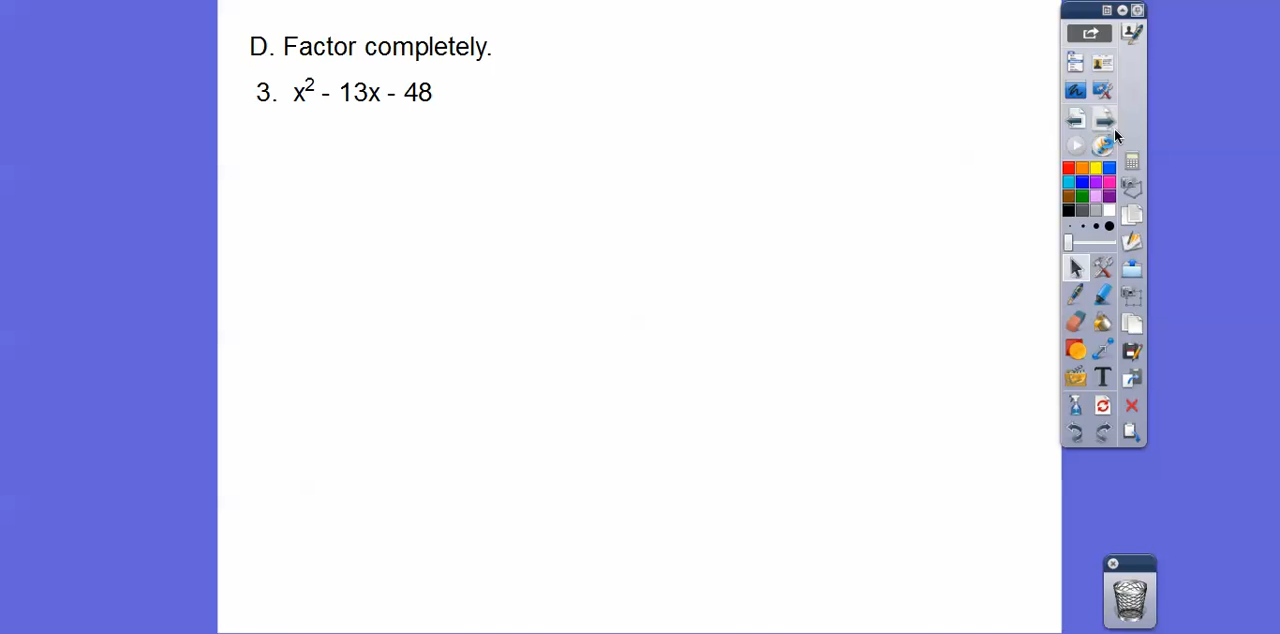 D. Factor completely.
3. x² - 13x - 48